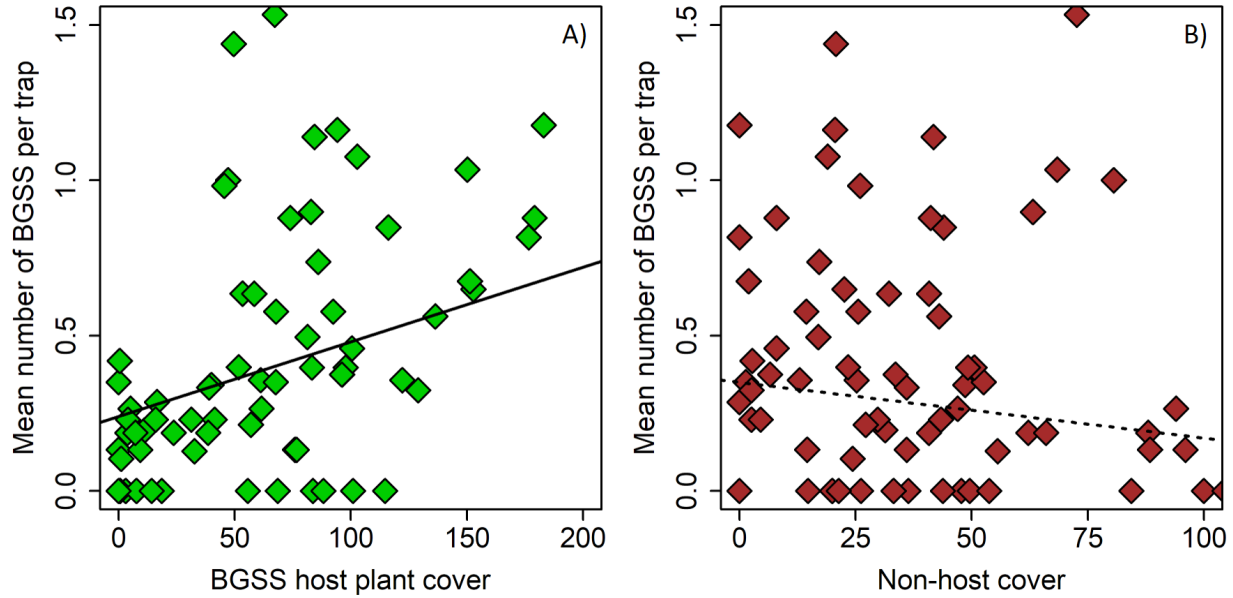 A)
Mean number of BGSS per trap
1.5
1.0
0.5
0.0
0 50 100 150 200
BGSS host plant cover
B)
Mean number of BGSS per trap
1.5
1.0
0.5
0.0
0 25 50 75 100
Non-host cover